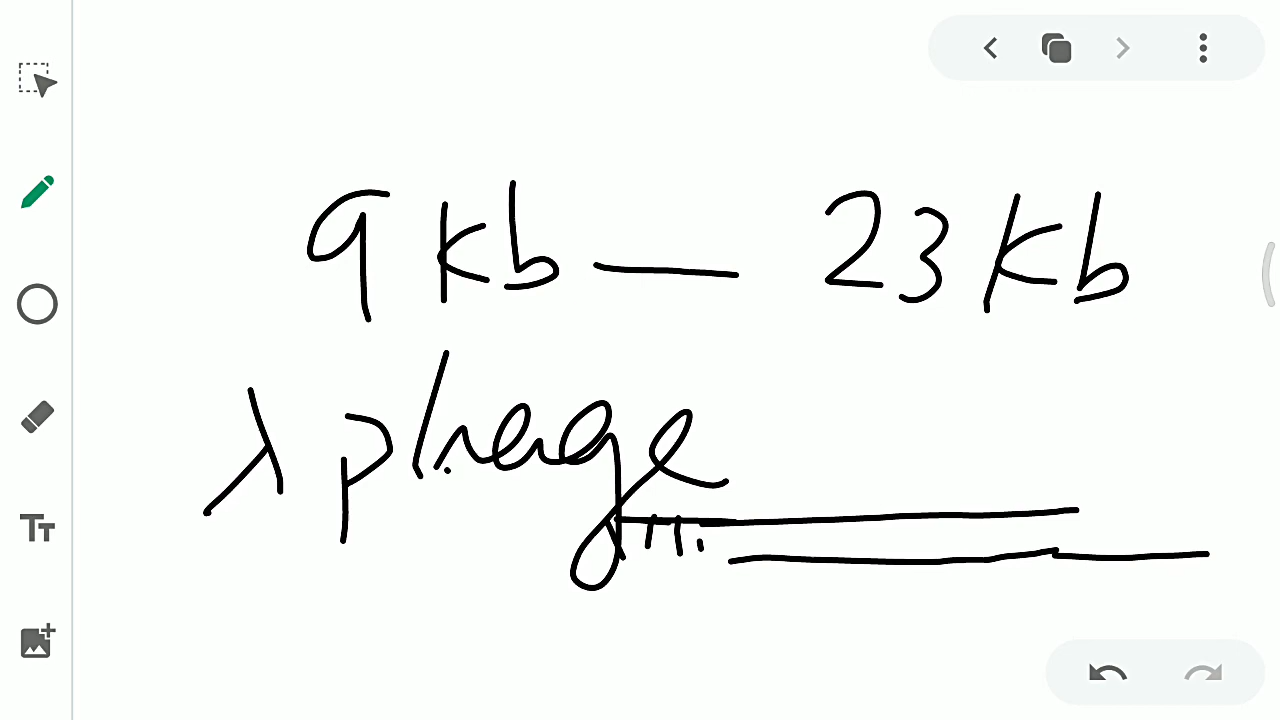 9 kb — 23 kb
λ phage